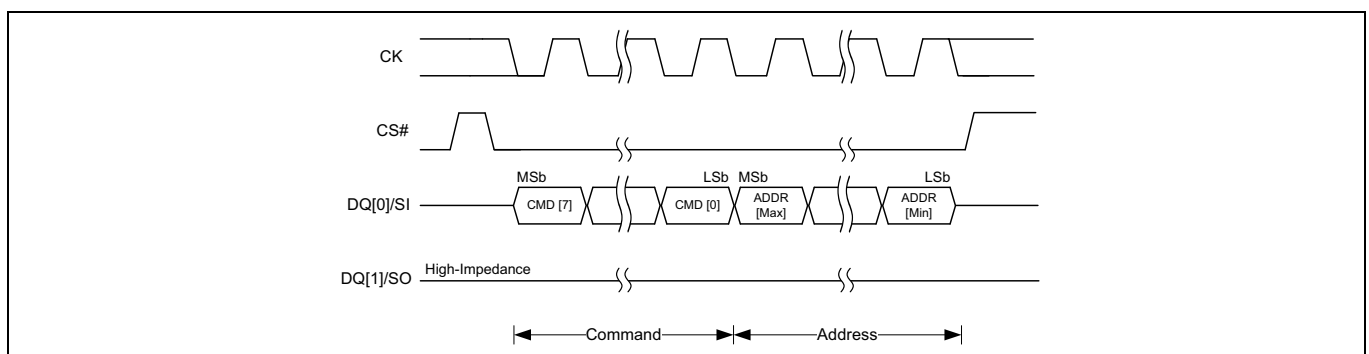 CK
CS#
MSb LSb MSb LSb
DQ[0]/SI CMD [7] CMD [0] ADDR [Max] ADDR [Min]
DQ[1]/SO High-Impedance
Command Address